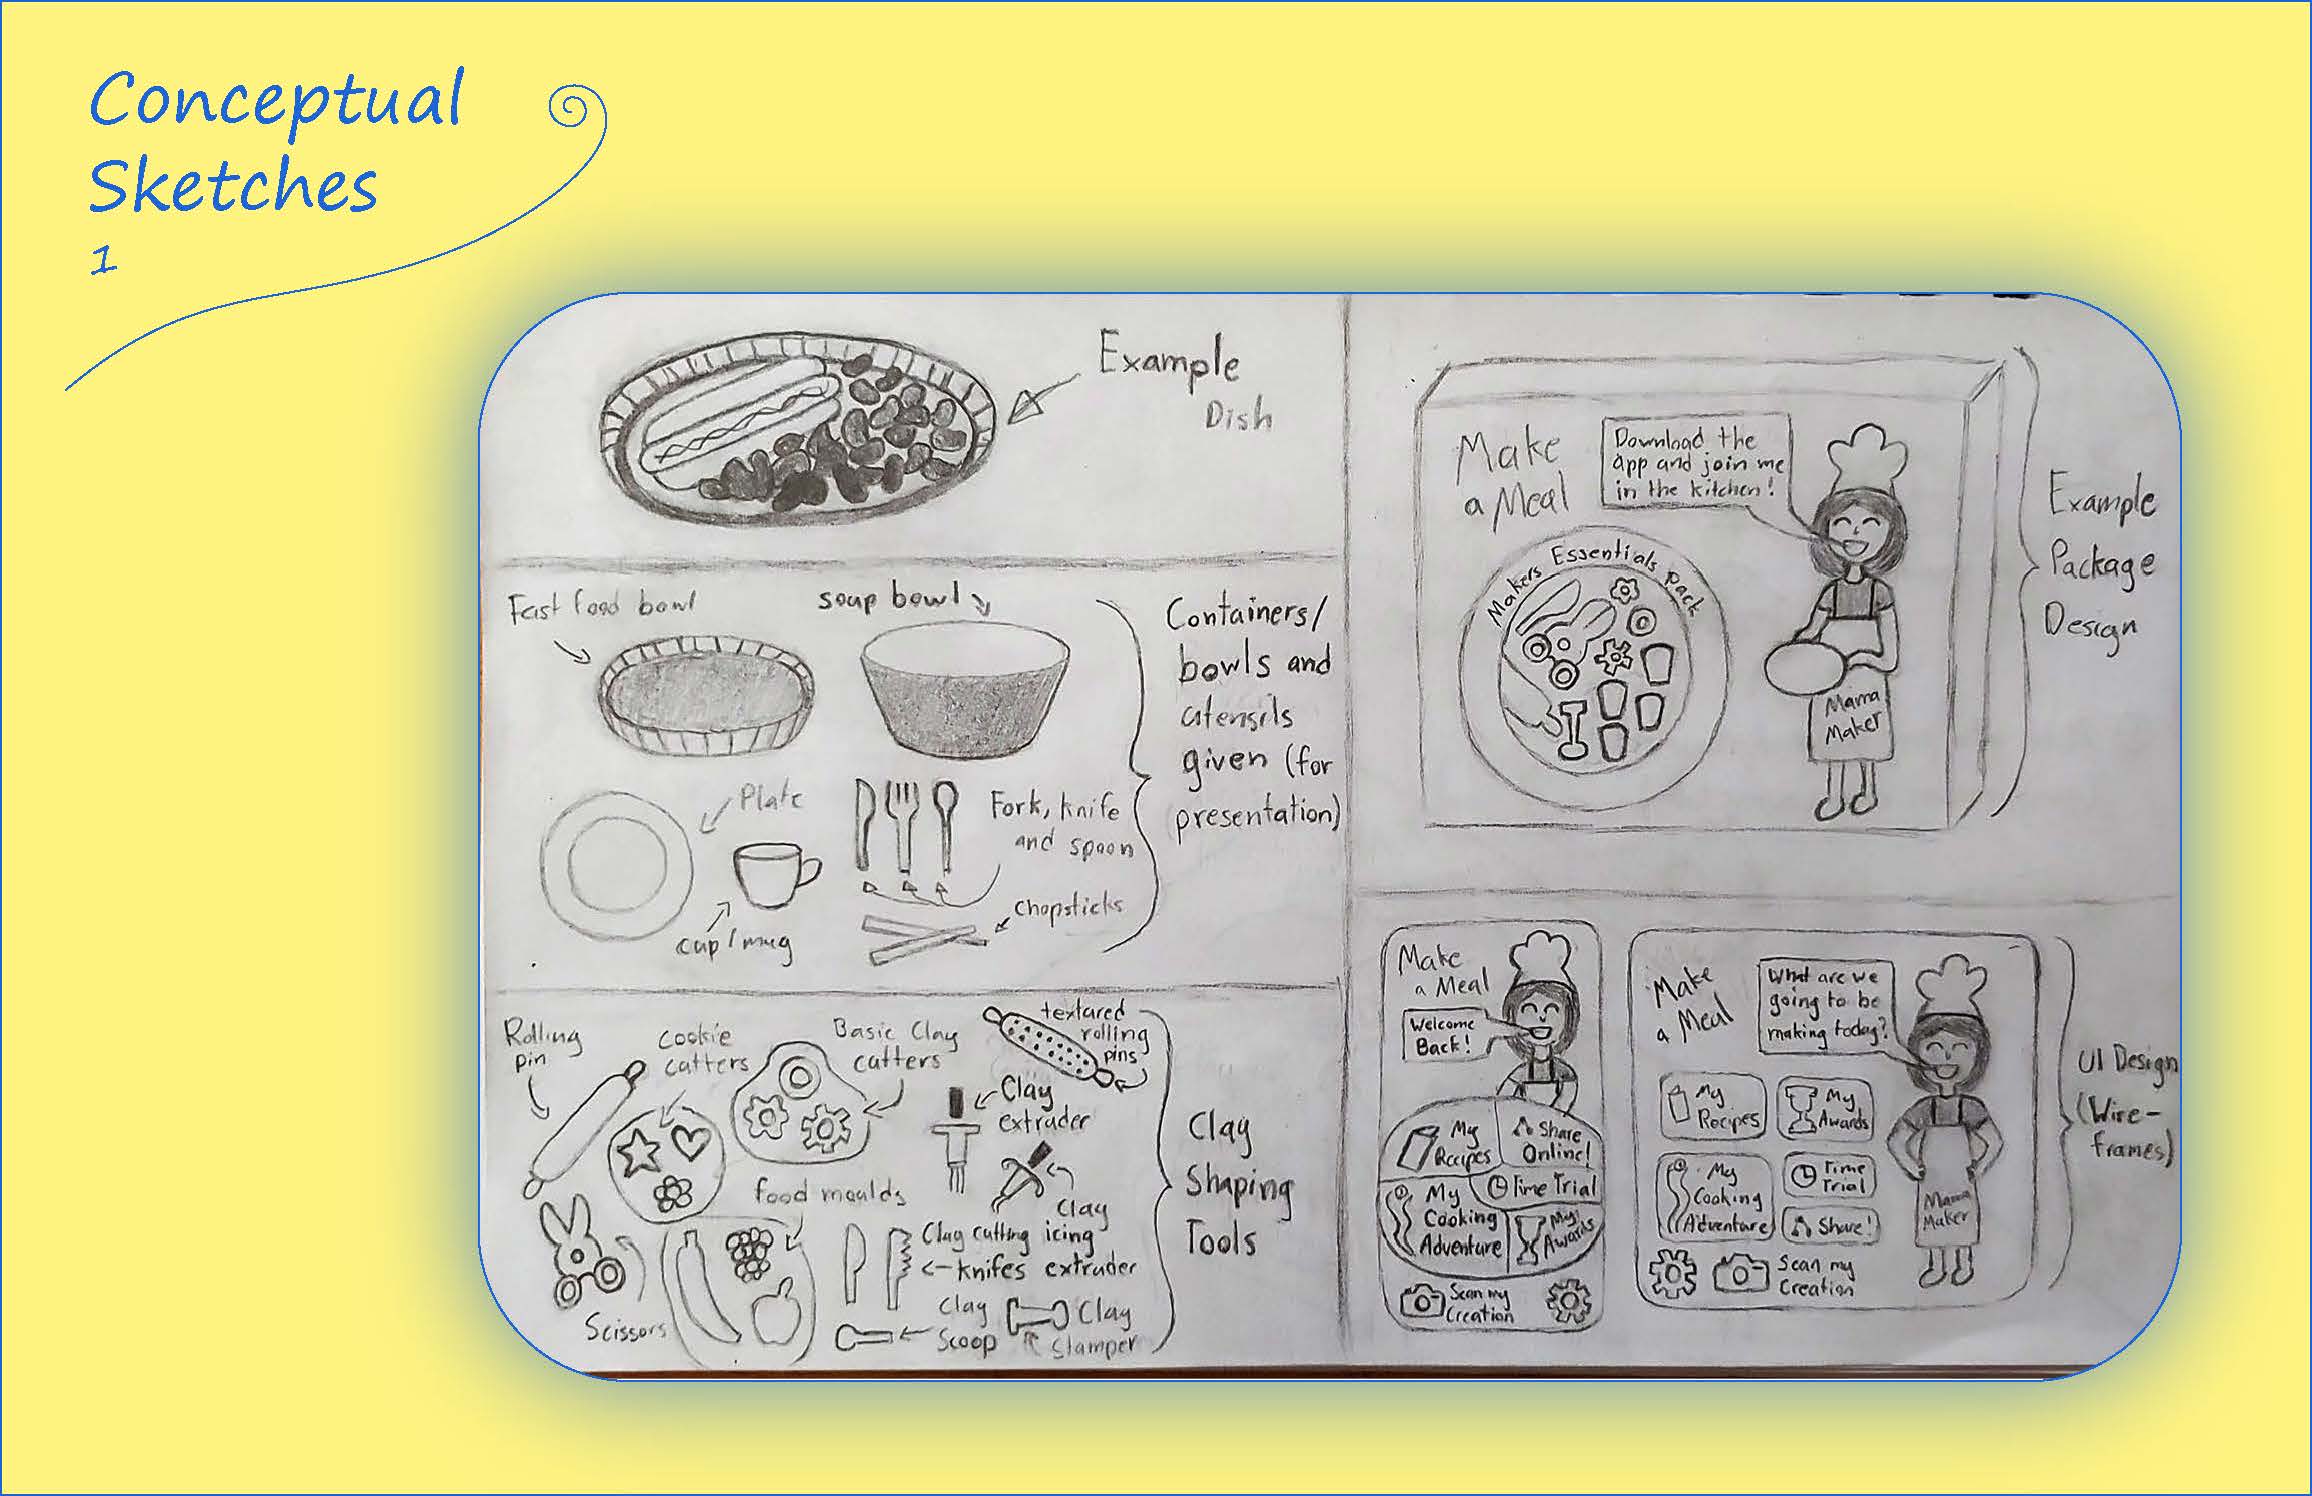 Conceptual
Sketches
1
Example
Dish
Fast food bowl
soup bowl
Plate
cup/mug
Fork, knife
and spoon
Chopsticks
Containers/
bowls and
utensils
given (for
presentation)
Rolling
pin
cookie
cutters
Basic Clay
cutters
textured
rolling
pins
Clay
extruder
Clay
icing
extruder
food moulds
Clay cutting
knifes
Scissors
Clay
Scoop
Clay
Stamper
Clay
Shaping
Tools
Make
a Meal
Download the
app and join me
in the kitchen!
Makers Essentials Pack
Mama
Maker
Example
Package
Design
Make
a Meal
Welcome
Back!
My
Recipes
Share
Online!
My
Cooking
Adventure
Time Trial
My
Awards
Scan my
Creation
Make
a Meal
What are we
going to be
making today?
My
Recipes
My
Awards
My
Cooking
Adventure
Time
Trial
Share!
Scan my
Creation
Mama
Maker
UI Design
(Wire-
frames)